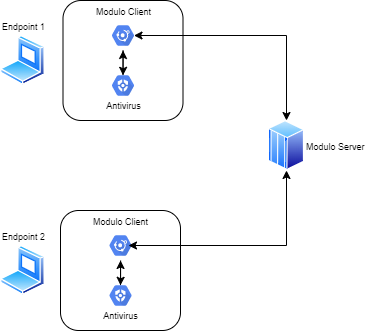 Modulo Client
Endpoint 1
Antivirus
Modulo Server
Modulo Client
Endpoint 2
Antivirus